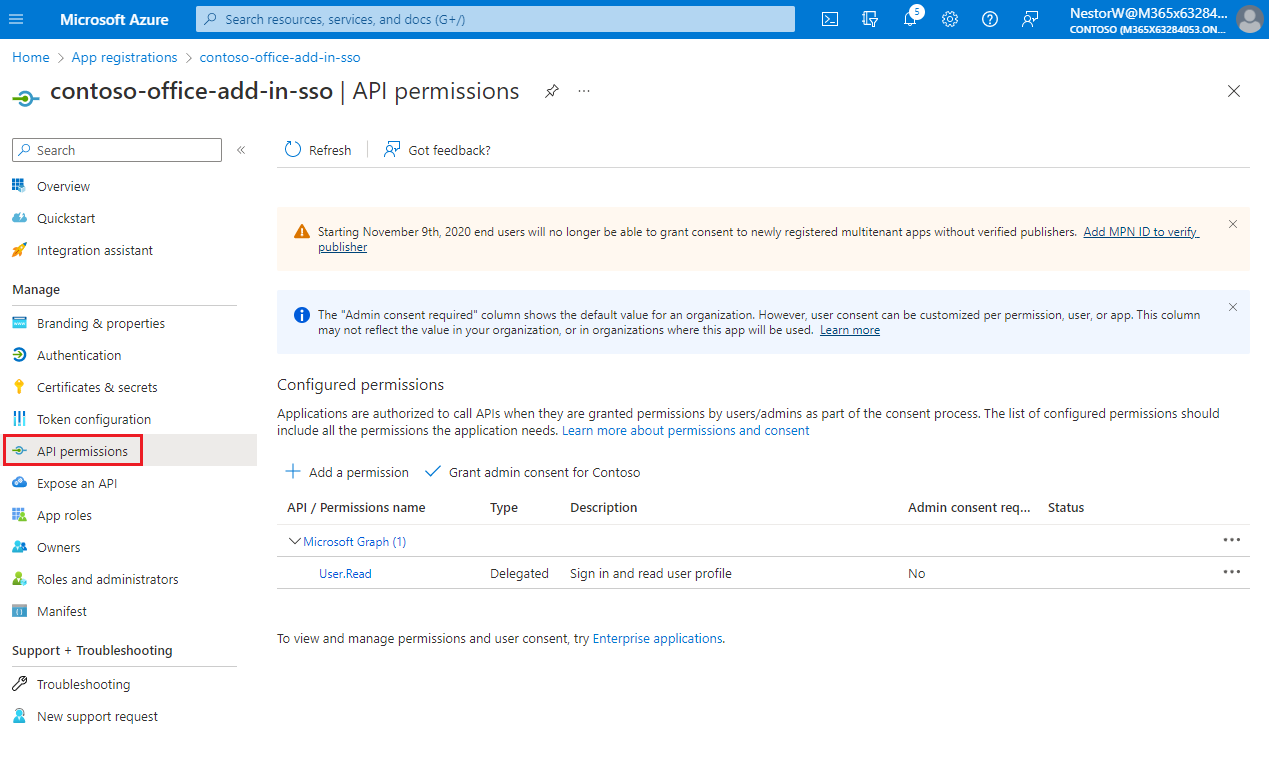 Microsoft Azure
Search resources, services, and docs (G+/)
5
NestorW@M365x63284...
CONTOSO (M365X63284053.ON...
Home > App registrations > contoso-office-add-in-sso
contoso-office-add-in-sso | API permissions
...
Search
«
Overview
Quickstart
Integration assistant
Manage
Branding & properties
Authentication
Certificates & secrets
Token configuration
API permissions
Expose an API
App roles
Owners
Roles and administrators
Manifest
Support + Troubleshooting
Troubleshooting
New support request
Refresh
Got feedback?
Starting November 9th, 2020 end users will no longer be able to grant consent to newly registered multitenant apps without verified publishers. Add MPN ID to verify
publisher
The "Admin consent required" column shows the default value for an organization. However, user consent can be customized per permission, user, or app. This column
may not reflect the value in your organization, or in organizations where this app will be used. Learn more
Configured permissions
Applications are authorized to call APIs when they are granted permissions by users/admins as part of the consent process. The list of configured permissions should
include all the permissions the application needs. Learn more about permissions and consent
Add a permission
Grant admin consent for Contoso
API / Permissions name Type Description Admin consent req... Status
Microsoft Graph (1)
User.Read Delegated Sign in and read user profile No
To view and manage permissions and user consent, try Enterprise applications.